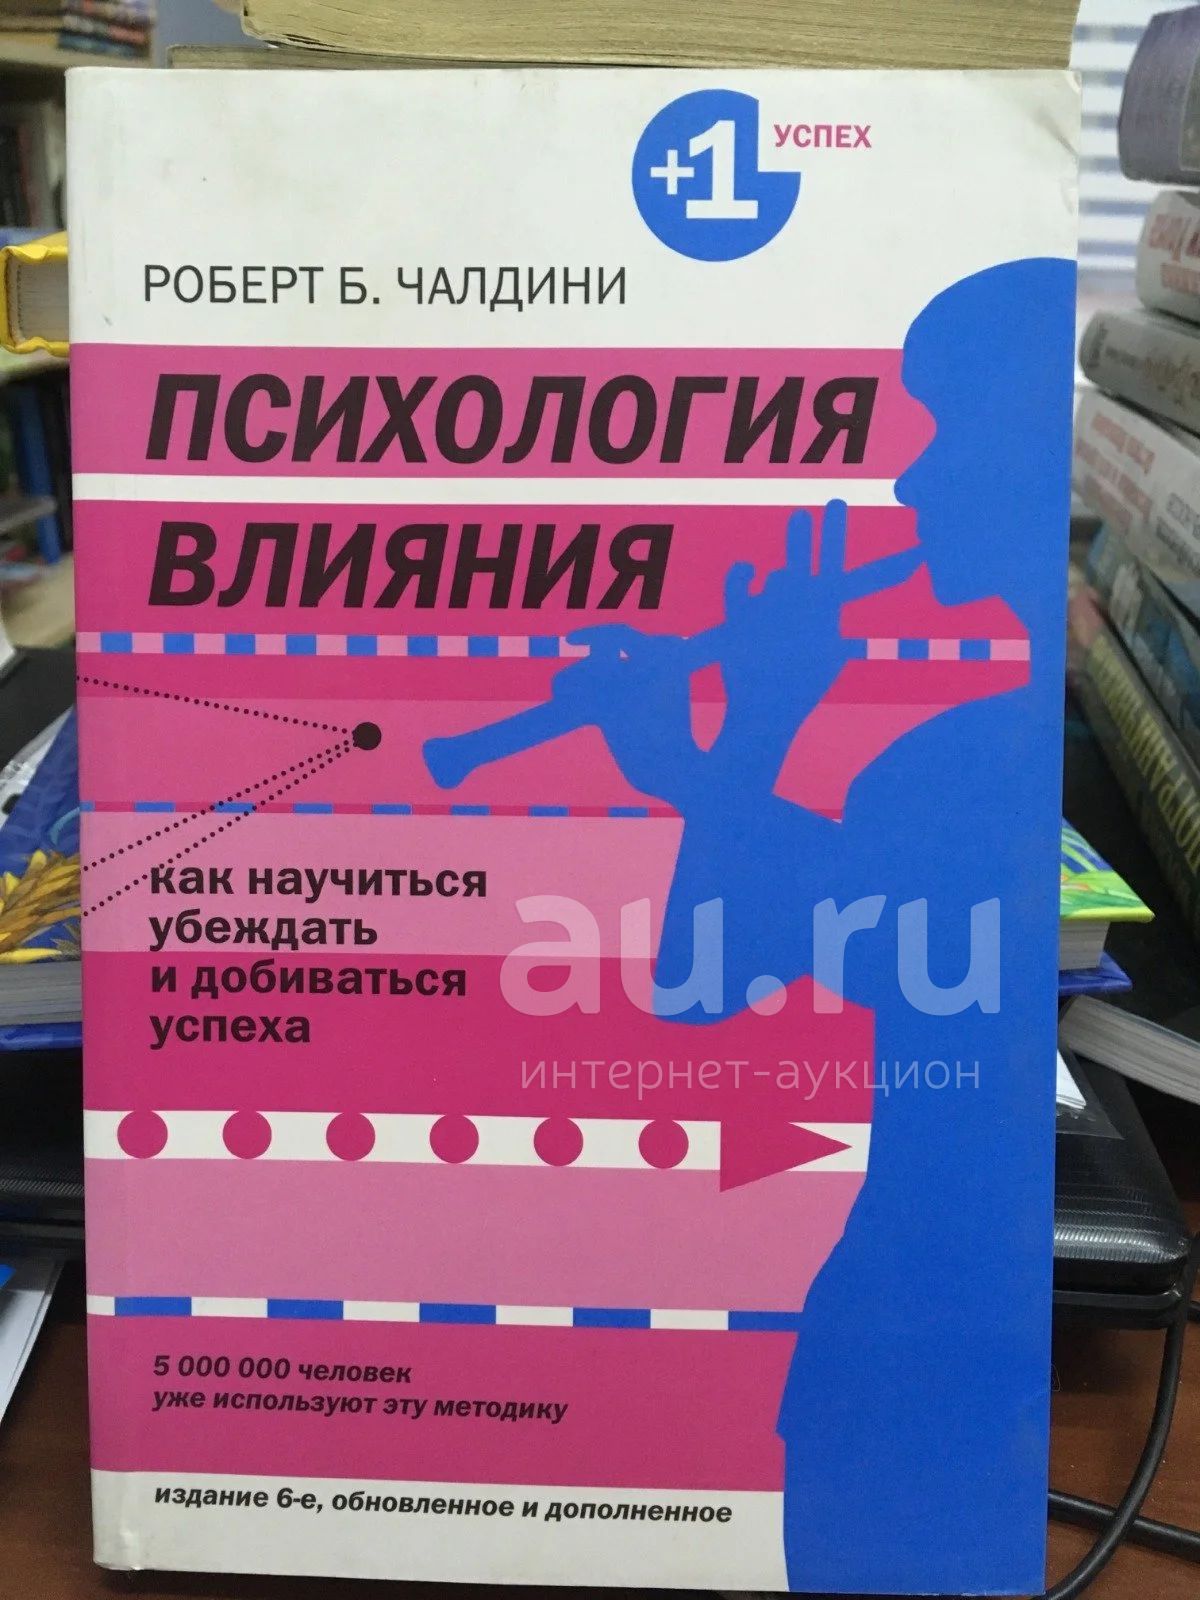 +1
УСПЕХ
РОБЕРТ Б. ЧАЛДИНИ
ПСИХОЛОГИЯ
ВЛИЯНИЯ
как научиться
убеждать
и добиваться
успеха
au.ru
интернет-аукцион
5 000 000 человек
уже используют эту методику
издание 6-е, обновленное и дополненное